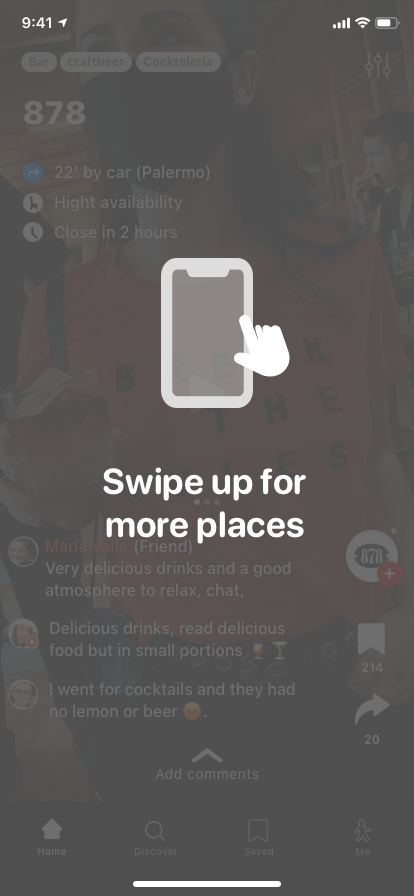 9:41
Bar craftbeer Cockteleria
878
22' by car (Palermo)
Hight availability
Close in 2 hours
B R E A K
T H E
L E S
Swipe up for
more places
Maria Valle (Friend)
Very delicious drinks and a good
atmosphere to relax, chat,
878
Delicious drinks, read delicious
food but in small portions 🍹🍸
214
I went for cocktails and they had
no lemon or beer 😡.
20
Add comments
Home Discover Saved Me